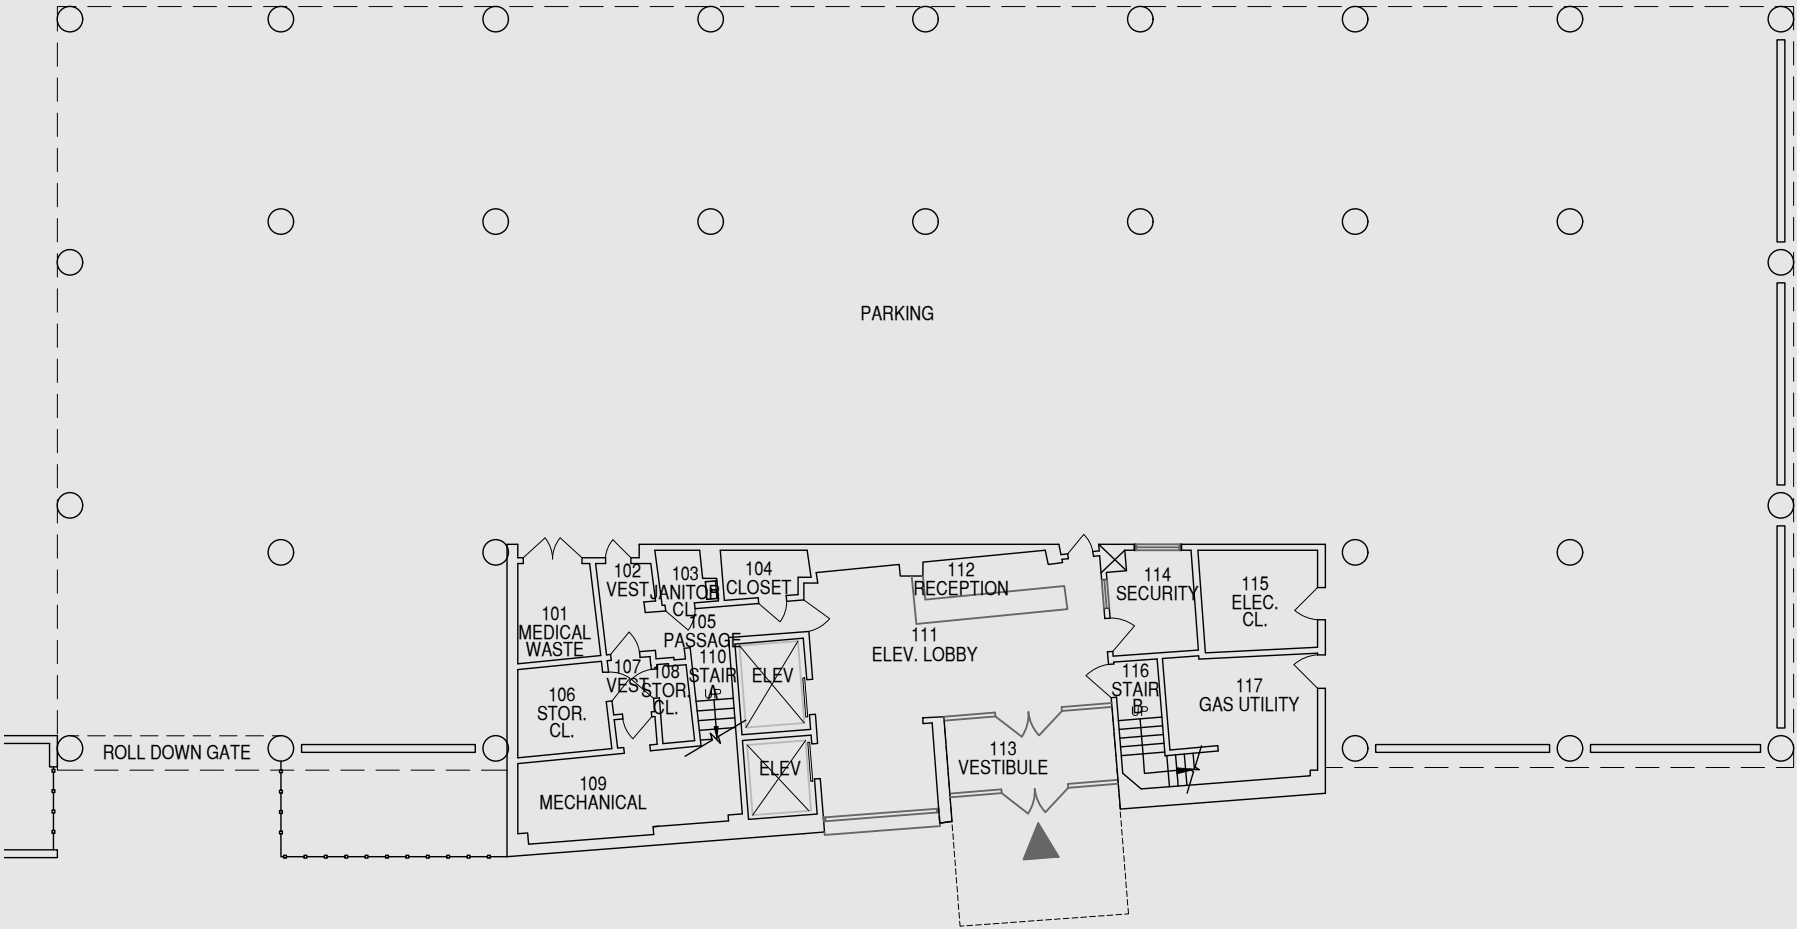 PARKING
101
MEDICAL
WASTE
102
VEST.
103
JANITOR
CL.
104
CLOSET
105
PASSAGE
106
STOR.
CL.
107
VEST.
108
STOR.
CL.
109
MECHANICAL
110
STAIR
A
UP
ELEV
ELEV
111
ELEV. LOBBY
112
RECEPTION
113
VESTIBULE
114
SECURITY
115
ELEC.
CL.
116
STAIR
B
UP
117
GAS UTILITY
ROLL DOWN GATE